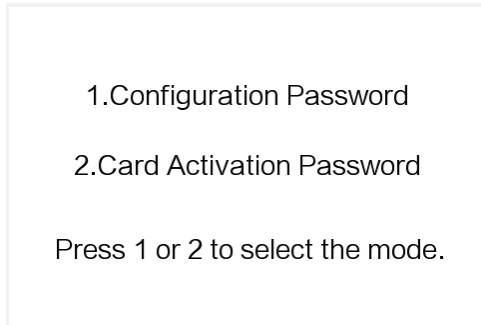 1.Configuration Password
2.Card Activation Password
Press 1 or 2 to select the mode.